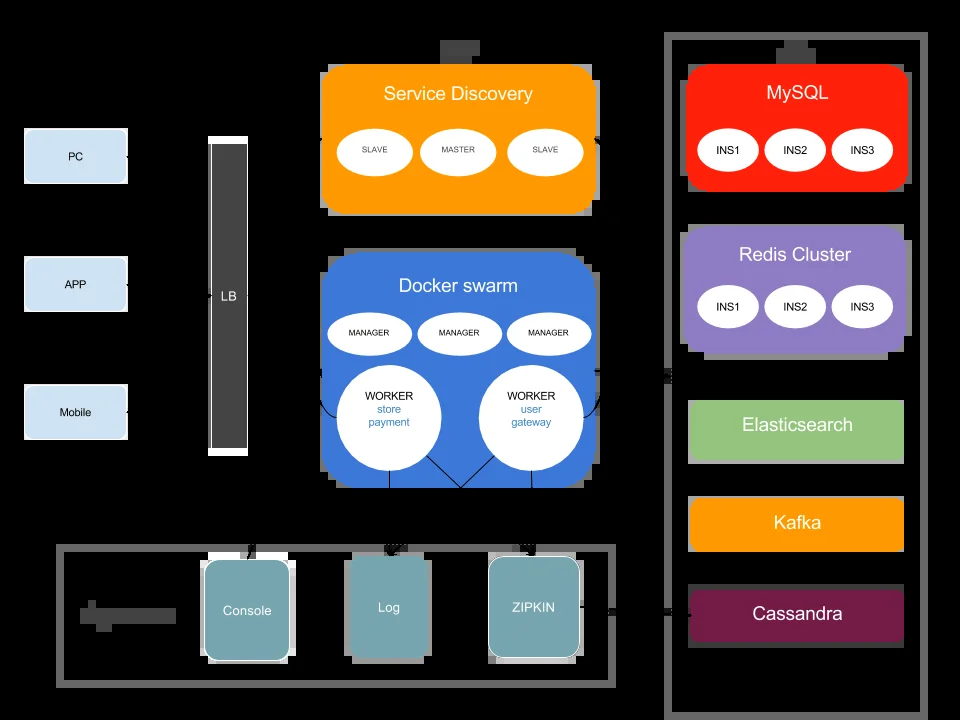 PC
APP
Mobile
LB
Service Discovery
SLAVE
MASTER
SLAVE
Docker swarm
MANAGER
MANAGER
MANAGER
WORKER
store
payment
WORKER
user
gateway
Console
Log
ZIPKIN
MySQL
INS1
INS2
INS3
Redis Cluster
INS1
INS2
INS3
Elasticsearch
Kafka
Cassandra